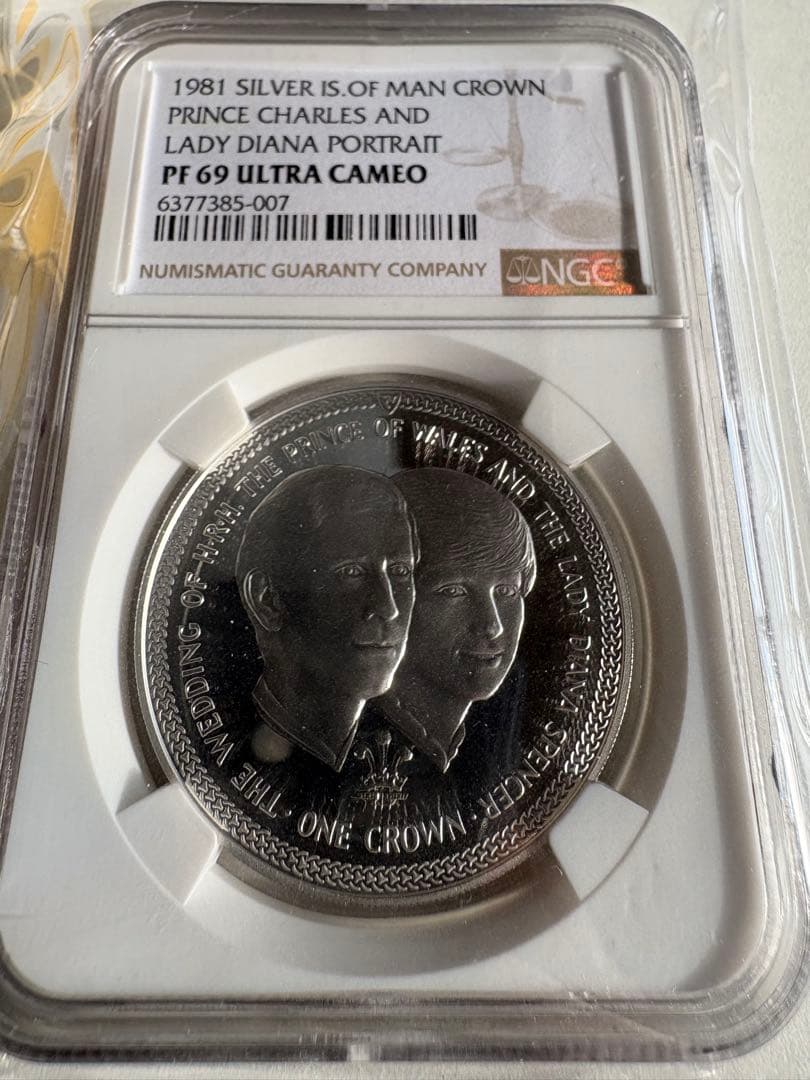 1981 SILVER IS.OF MAN CROWN
PRINCE CHARLES AND
LADY DIANA PORTRAIT
PF 69 ULTRA CAMEO
6377385-007
NUMISMATIC GUARANTY COMPANY
NGC
THE WEDDING OF H.R.H. THE PRINCE OF WALES AND THE LADY DIANA SPENCER
· ONE CROWN ·